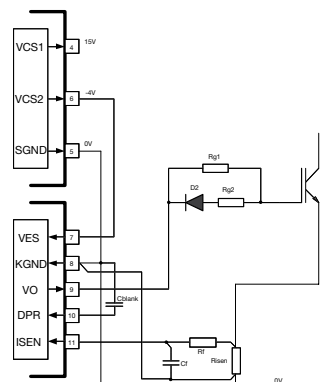 VCS1 4 15V
VCS2 6 -4V
SGND 5 0V
Rg1
D2 Rg2
VES 7
KGND 8
VO 9
Cblank
DPR 10
ISEN 11
Rf
Cf
Risen
0V